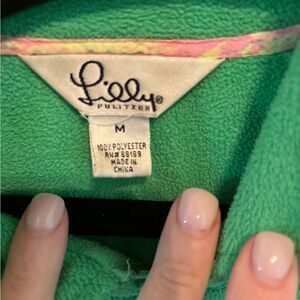 Lilly®
PULITZER
M
100% POLYESTER
RN# 88189
MADE IN
CHINA